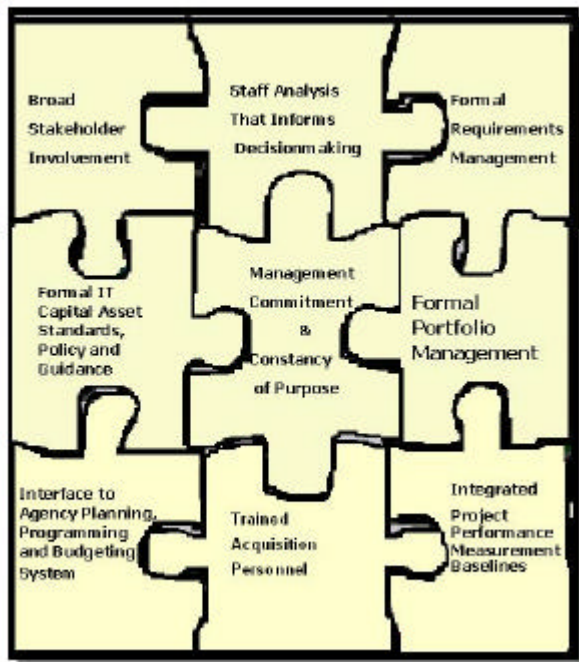 Broad
Stakeholder
Involvement
Staff Analysis
That Informs
Decisionmaking
Formal
Requirements
Management
Formal IT
Capital Asset
Standards,
Policy and
Guidance
Management
Commitment
&
Constancy
of Purpose
Formal
Portfolio
Management
Interface to
Agency Planning,
Programming
and Budgeting
System
Trained
Acquisition
Personnel
Integrated
Project
Performance
Measurement
Baselines